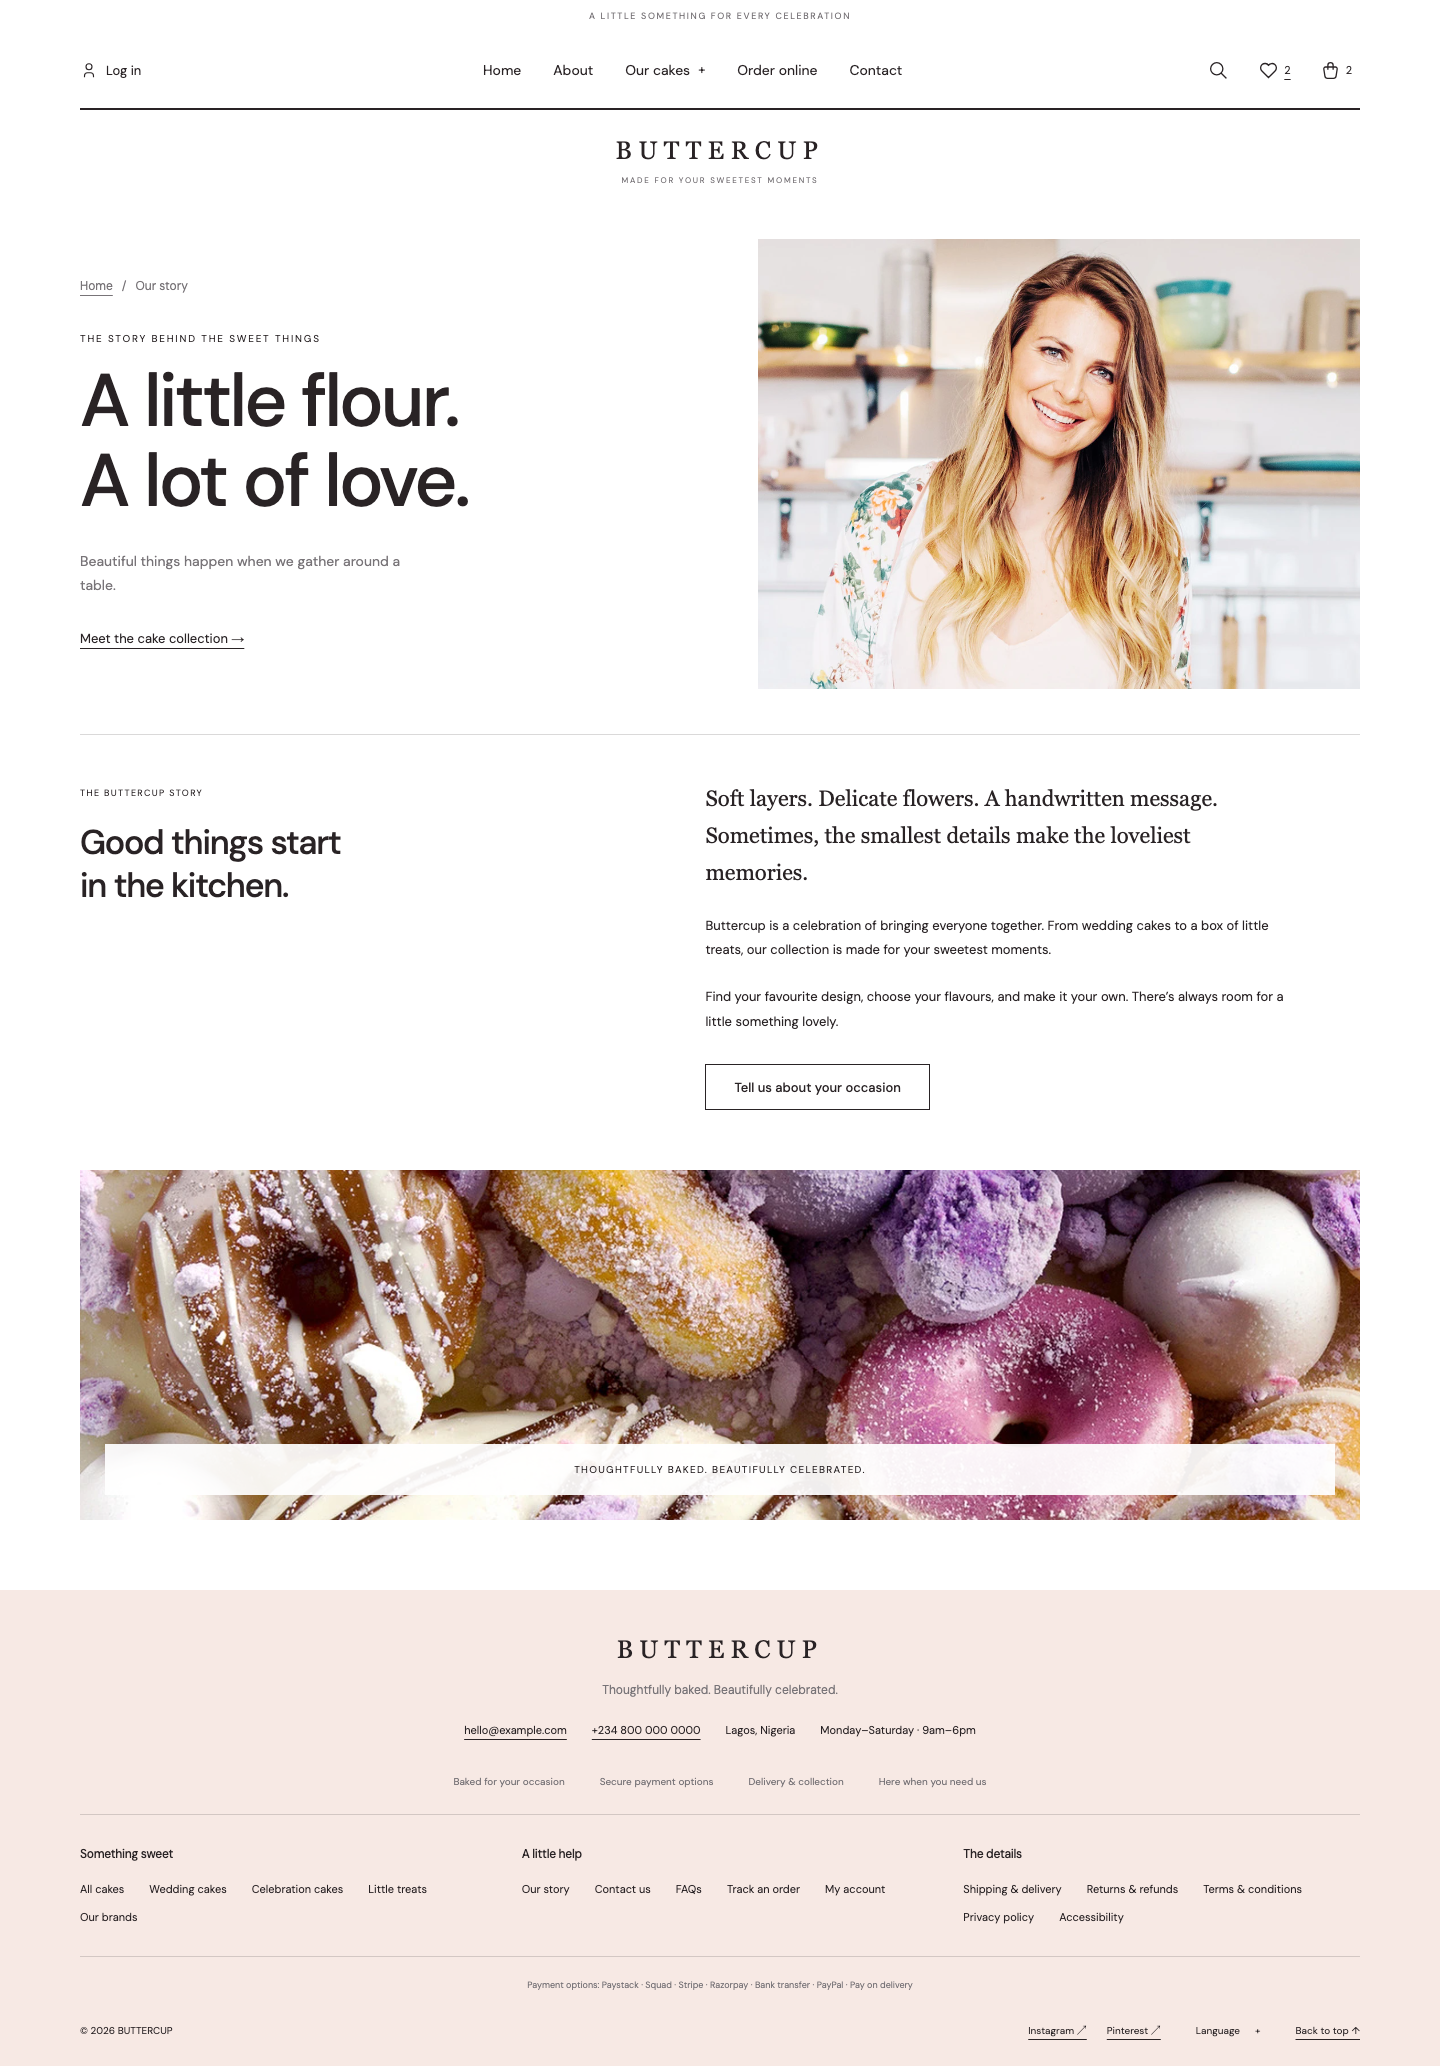 A LITTLE SOMETHING FOR EVERY CELEBRATION
Log in
Home
About
Our cakes +
Order online
Contact
2
2
BUTTERCUP
MADE FOR YOUR SWEETEST MOMENTS
Home / Our story
THE STORY BEHIND THE SWEET THINGS
A little flour.
A lot of love.
Beautiful things happen when we gather around a
table.
Meet the cake collection →
THE BUTTERCUP STORY
Good things start
in the kitchen.
Soft layers. Delicate flowers. A handwritten message.
Sometimes, the smallest details make the loveliest
memories.
Buttercup is a celebration of bringing everyone together. From wedding cakes to a box of little
treats, our collection is made for your sweetest moments.
Find your favourite design, choose your flavours, and make it your own. There’s always room for a
little something lovely.
Tell us about your occasion
THOUGHTFULLY BAKED. BEAUTIFULLY CELEBRATED.
BUTTERCUP
Thoughtfully baked. Beautifully celebrated.
hello@example.com
+234 800 000 0000
Lagos, Nigeria
Monday–Saturday · 9am–6pm
Baked for your occasion
Secure payment options
Delivery & collection
Here when you need us
Something sweet
All cakes
Wedding cakes
Celebration cakes
Little treats
Our brands
A little help
Our story
Contact us
FAQs
Track an order
My account
The details
Shipping & delivery
Returns & refunds
Terms & conditions
Privacy policy
Accessibility
Payment options: Paystack · Squad · Stripe · Razorpay · Bank transfer · PayPal · Pay on delivery
© 2026 BUTTERCUP
Instagram ↗
Pinterest ↗
Language +
Back to top ↑